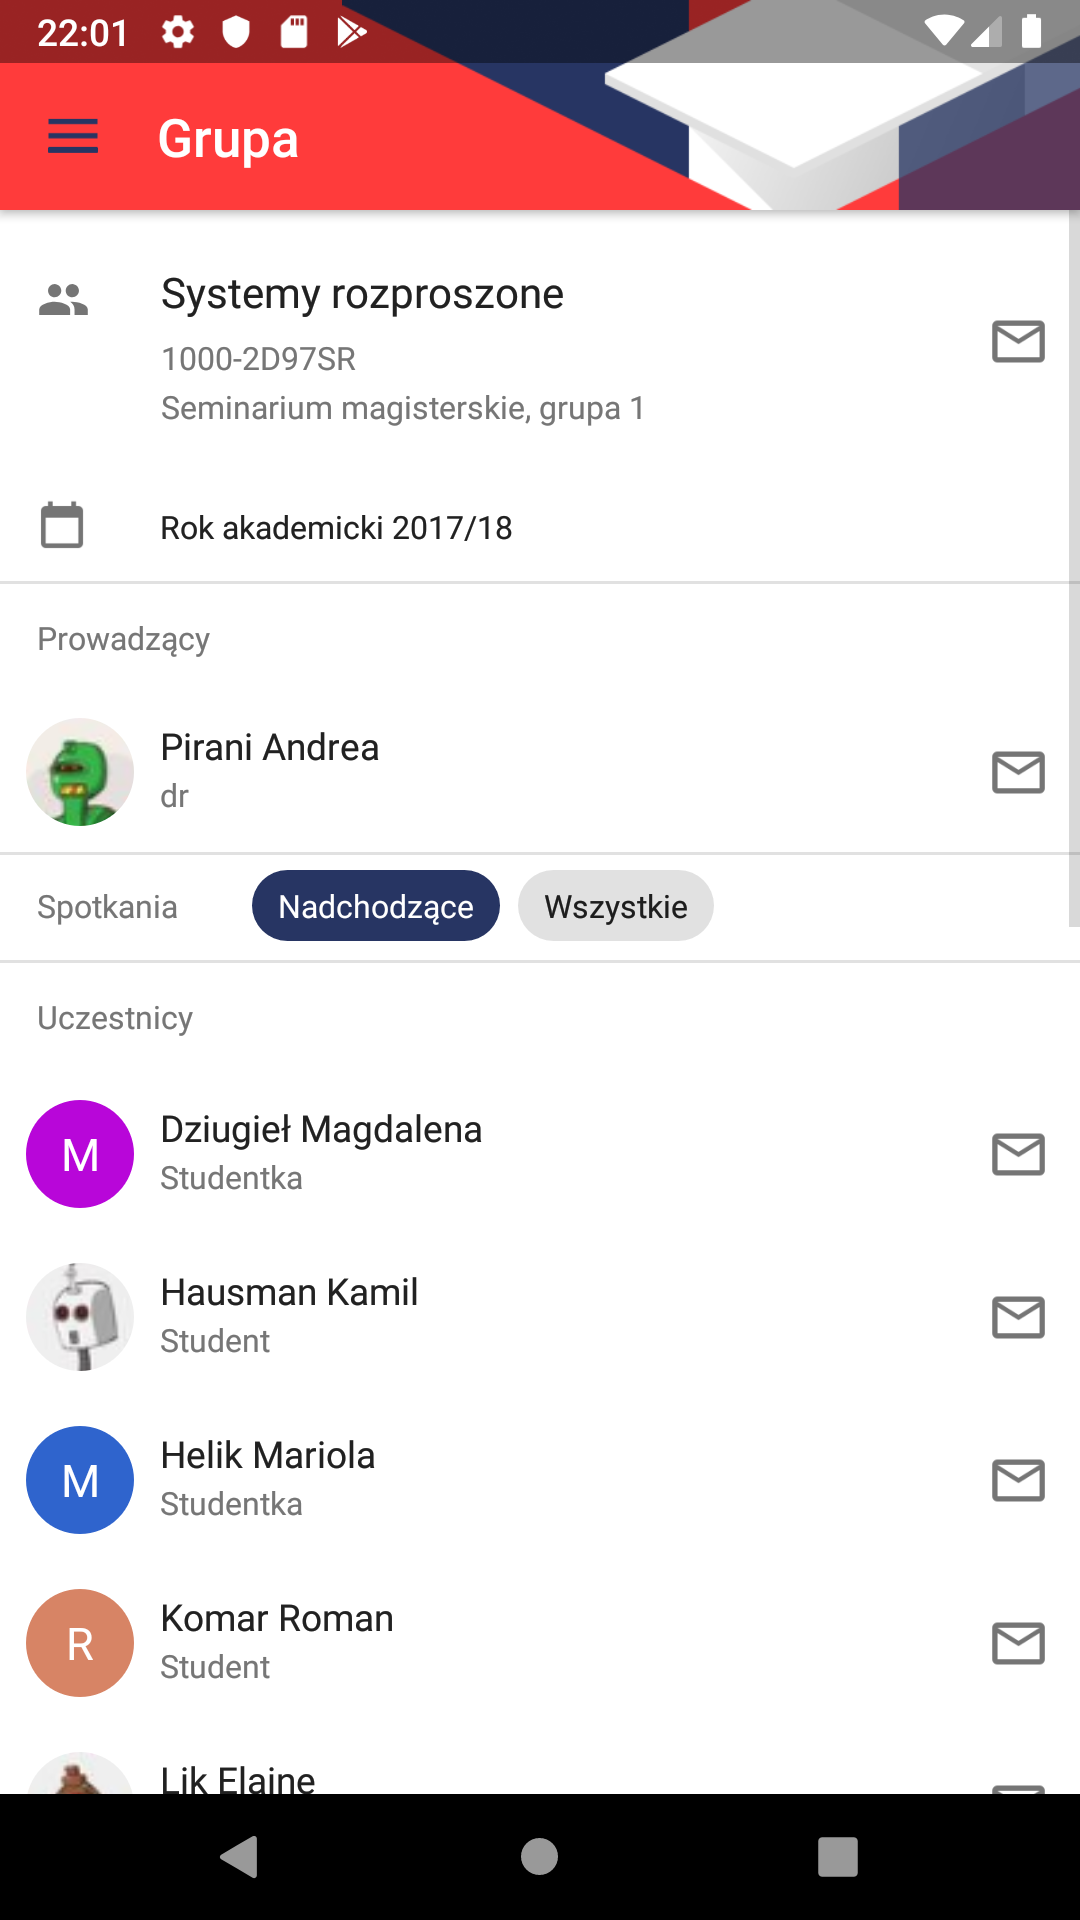 22:01
Grupa
Systemy rozproszone
1000-2D97SR
Seminarium magisterskie, grupa 1
Rok akademicki 2017/18
Prowadzący
Pirani Andrea
dr
Spotkania Nadchodzące Wszystkie
Uczestnicy
M
Dziugieł Magdalena
Studentka
Hausman Kamil
Student
M
Helik Mariola
Studentka
R
Komar Roman
Student
Lik Elaine